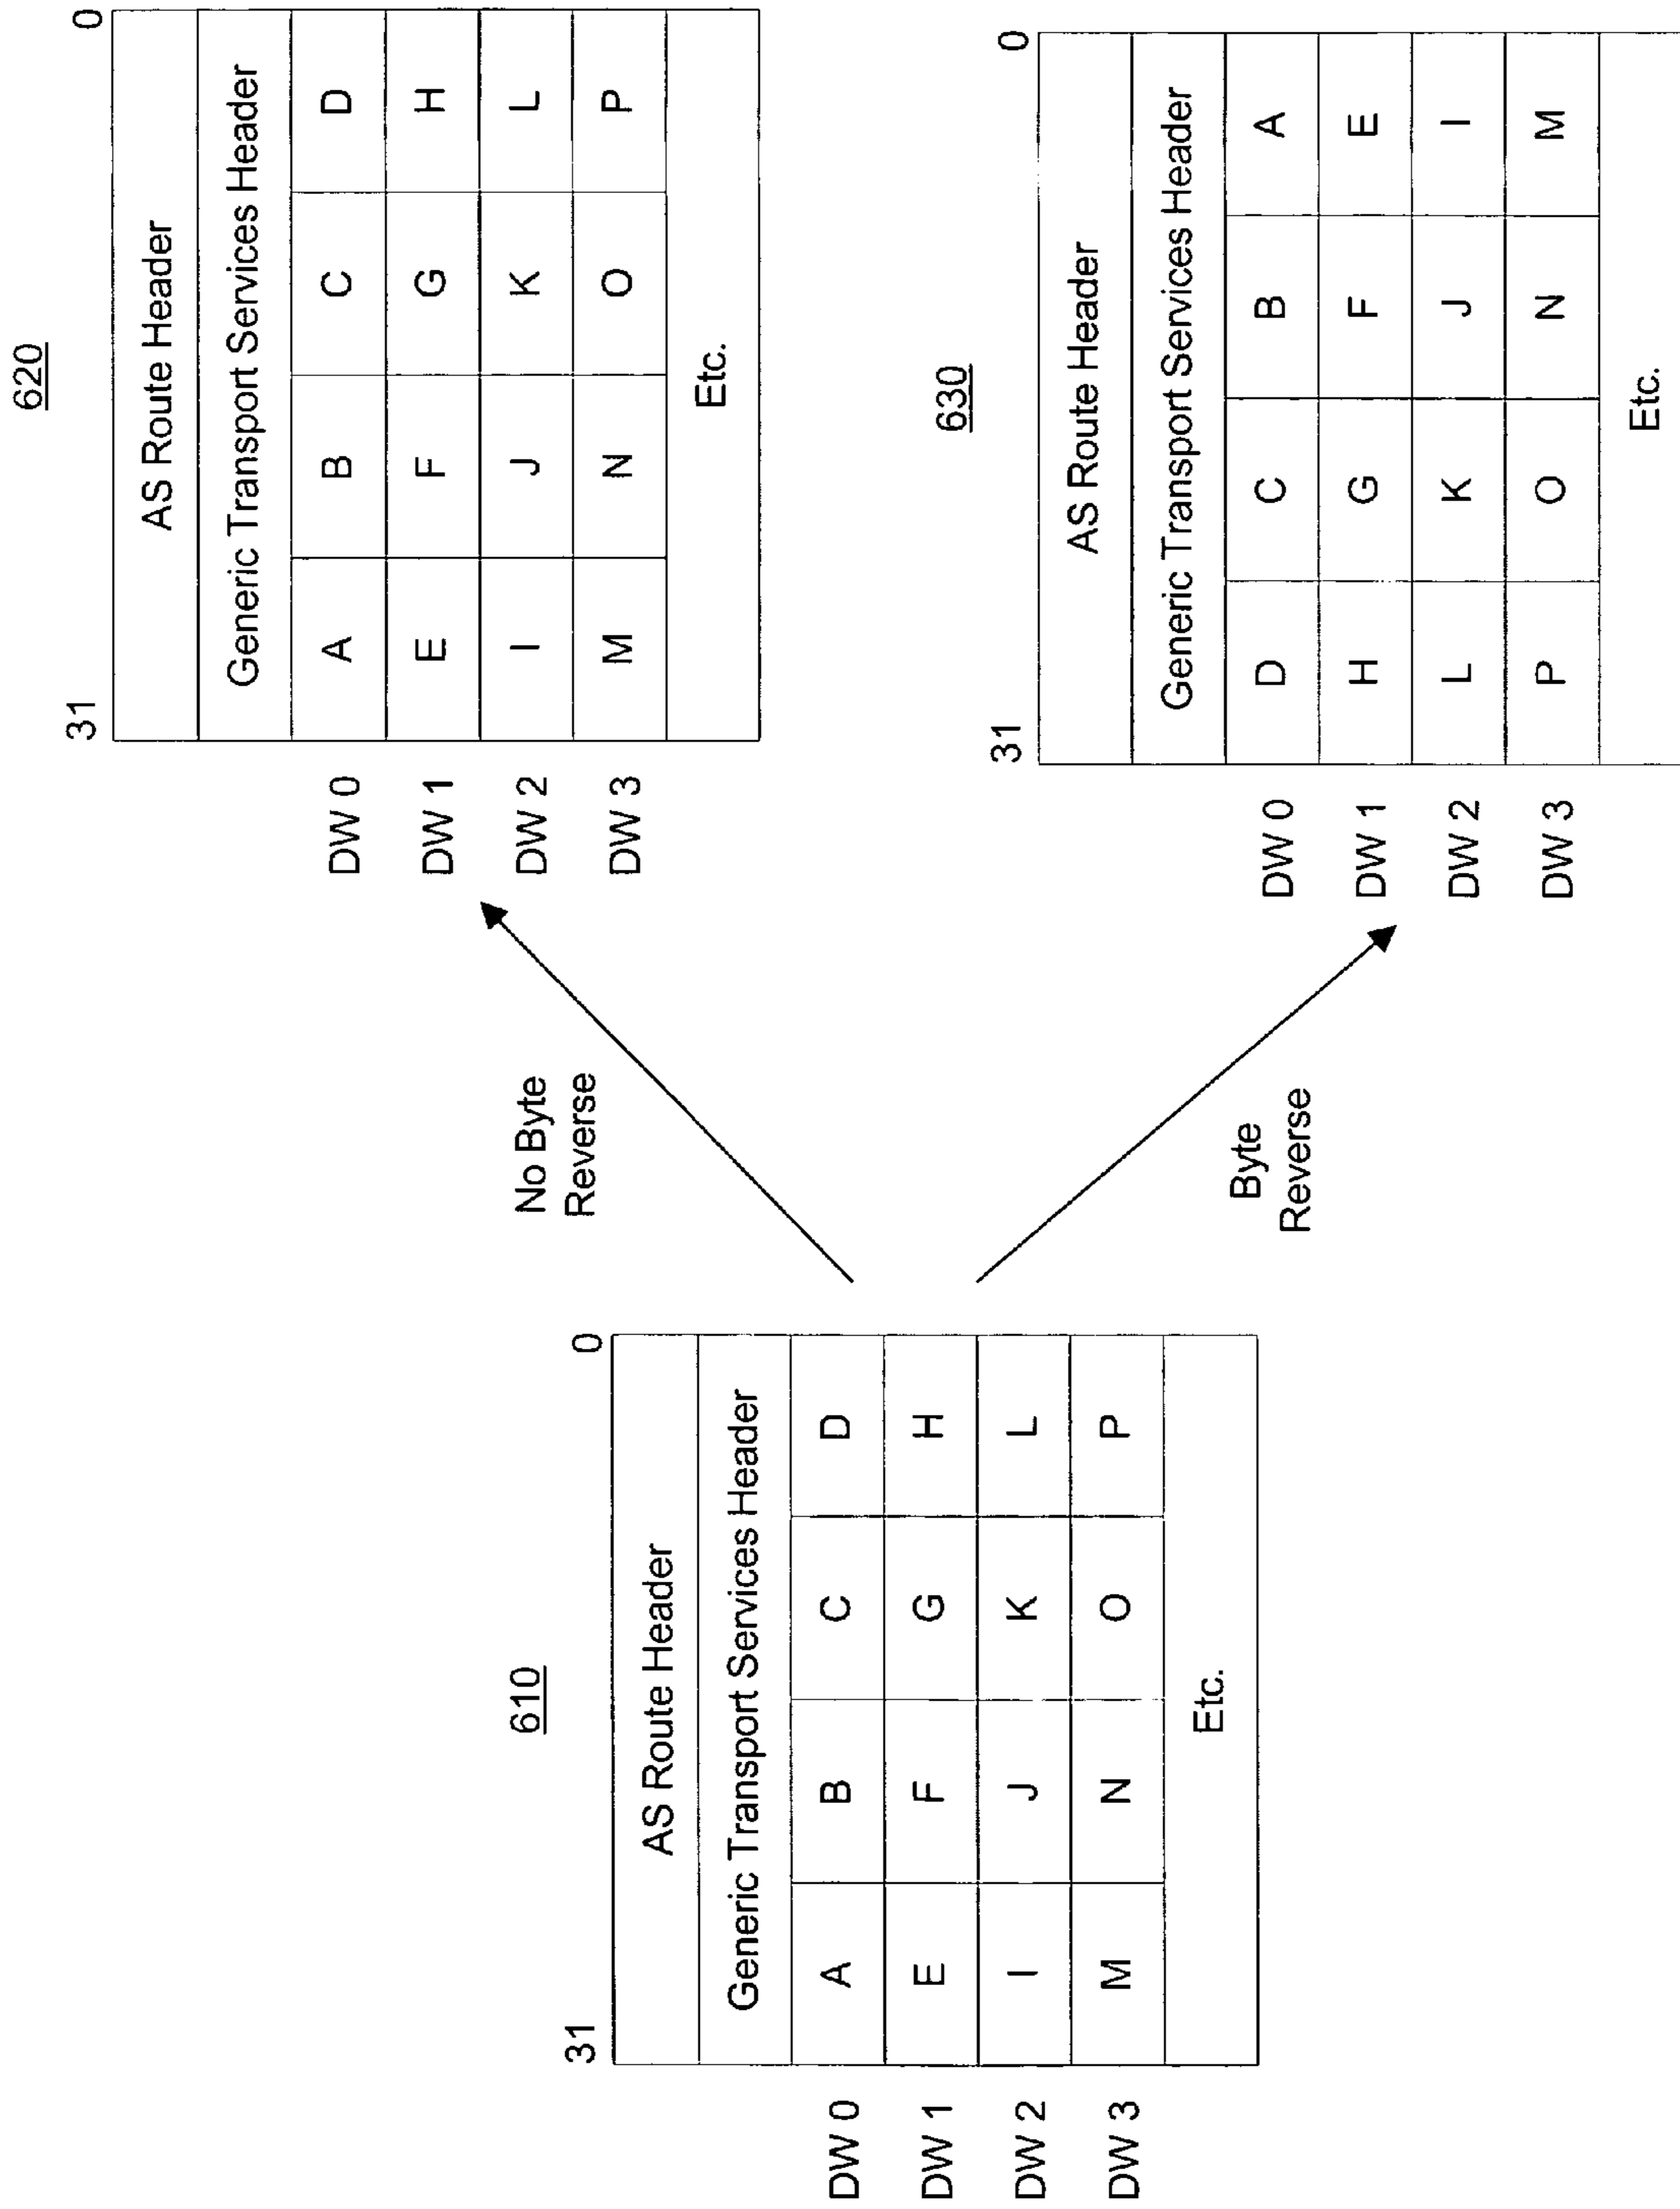 610
31 0
AS Route Header
Generic Transport Services Header
DW 0 A B C D
DW 1 E F G H
DW 2 I J K L
DW 3 M N O P
Etc.
No Byte
Reverse
Byte
Reverse
620
31 0
AS Route Header
Generic Transport Services Header
DW 0 A B C D
DW 1 E F G H
DW 2 I J K L
DW 3 M N O P
Etc.
630
31 0
AS Route Header
Generic Transport Services Header
DW 0 D C B A
DW 1 H G F E
DW 2 L K J I
DW 3 P O N M
Etc.